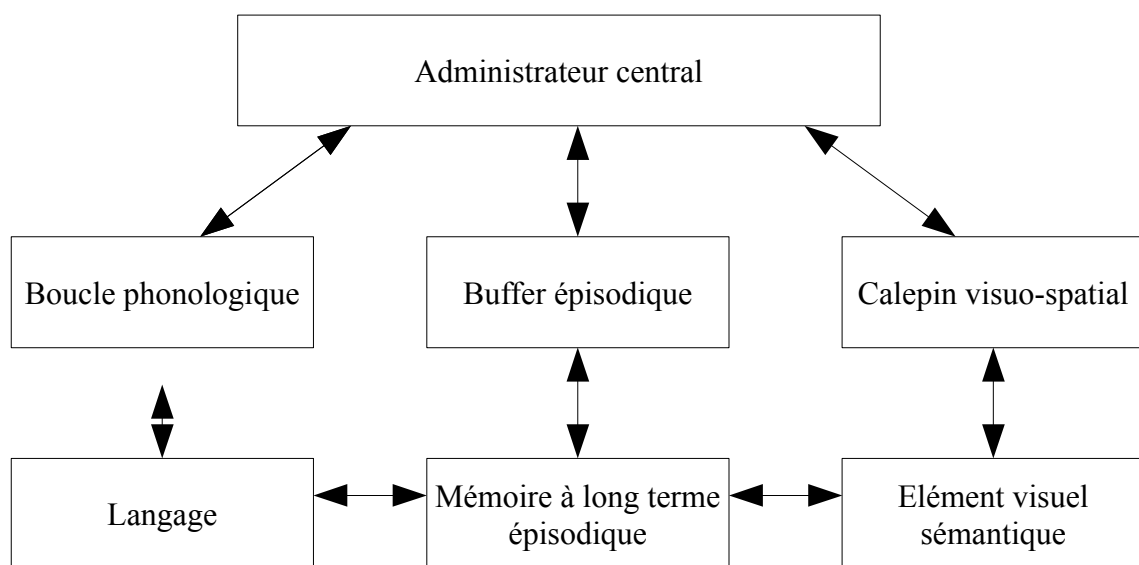 Administrateur central
Boucle phonologique
Buffer épisodique
Calepin visuo-spatial
Langage
Mémoire à long terme
épisodique
Elément visuel
sémantique